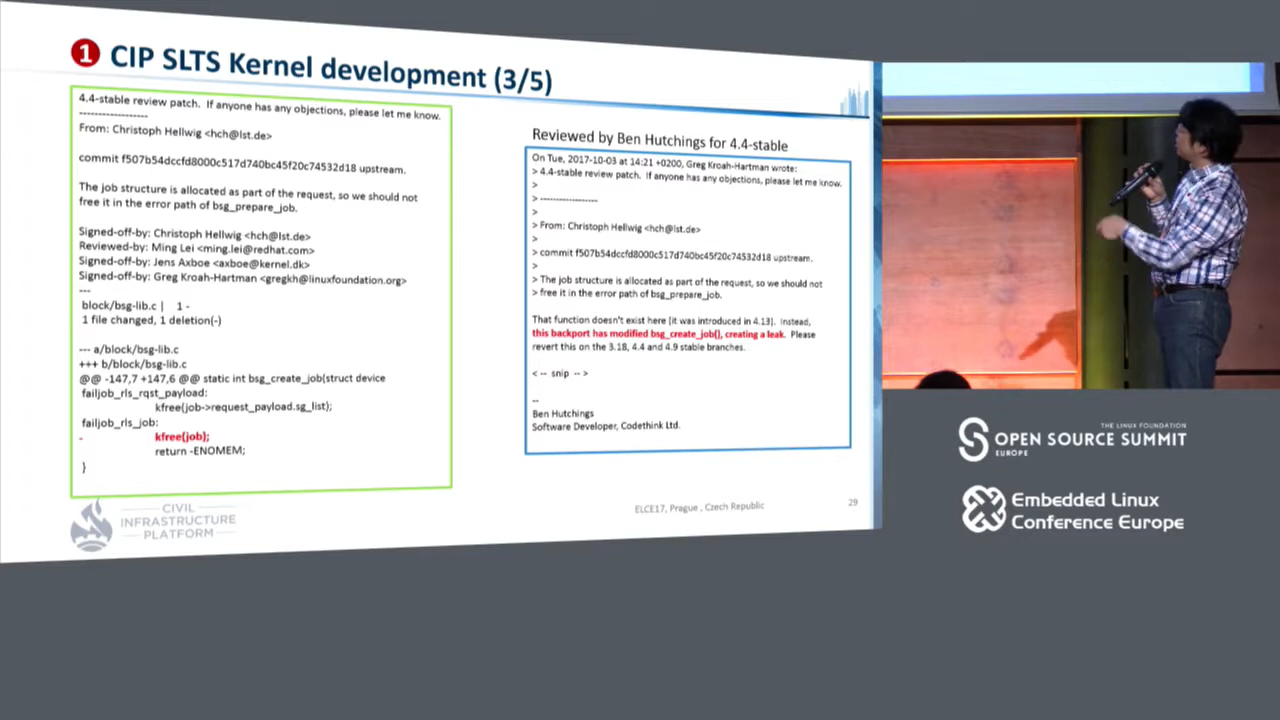 1 CIP SLTS Kernel development (3/5)
4.4-stable review patch. If anyone has any objections, please let me know.
------------------
From: Christoph Hellwig <hch@lst.de>
commit f507b54dccfd8000c517d740bc45f20c74532d18 upstream.
The job structure is allocated as part of the request, so we should not
free it in the error path of bsg_prepare_job.
Signed-off-by: Christoph Hellwig <hch@lst.de>
Reviewed-by: Ming Lei <ming.lei@redhat.com>
Signed-off-by: Jens Axboe <axboe@kernel.dk>
Signed-off-by: Greg Kroah-Hartman <gregkh@linuxfoundation.org>
---
block/bsg-lib.c | 1 -
1 file changed, 1 deletion(-)
--- a/block/bsg-lib.c
+++ b/block/bsg-lib.c
@@ -147,7 +147,6 @@ static int bsg_create_job(struct device
failjob_rls_rqst_payload:
kfree(job->request_payload.sg_list);
failjob_rls_job:
- kfree(job);
return -ENOMEM;
}
Reviewed by Ben Hutchings for 4.4-stable
On Tue, 2017-10-03 at 14:21 +0200, Greg Kroah-Hartman wrote:
> 4.4-stable review patch. If anyone has any objections, please let me know.
>
> ------------------
>
> From: Christoph Hellwig <hch@lst.de>
>
> commit f507b54dccfd8000c517d740bc45f20c74532d18 upstream.
>
> The job structure is allocated as part of the request, so we should not
> free it in the error path of bsg_prepare_job.
That function doesn't exist here (it was introduced in 4.13). Instead,
this backport has modified bsg_create_job(), creating a leak. Please
revert this on the 3.18, 4.4 and 4.9 stable branches.
< -- snip -- >
--
Ben Hutchings
Software Developer, Codethink Ltd.
CIVIL
INFRASTRUCTURE
PLATFORM
ELCE17, Prague , Czech Republic
29
THE LINUX FOUNDATION
OPEN SOURCE SUMMIT
EUROPE
Embedded Linux
Conference Europe